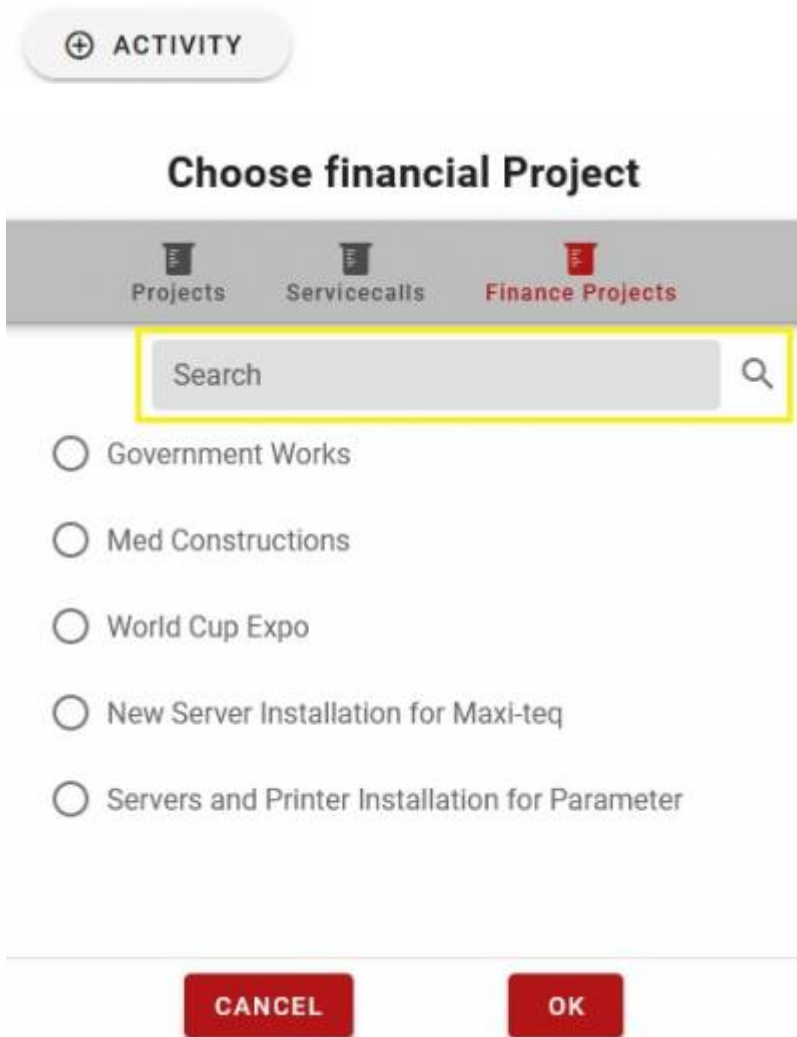 ACTIVITY
Choose financial Project
Projects Servicecalls Finance Projects
Search
Government Works
Med Constructions
World Cup Expo
New Server Installation for Maxi-teq
Servers and Printer Installation for Parameter
CANCEL OK